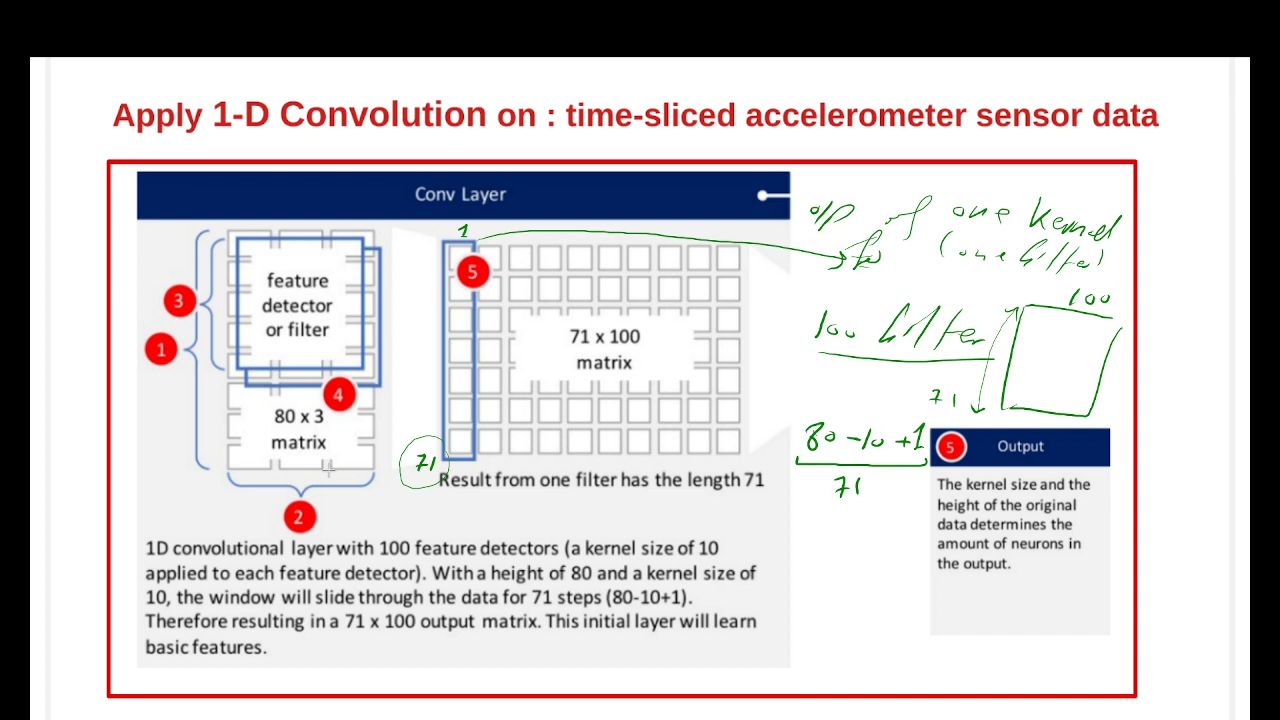 Apply 1-D Convolution on : time-sliced accelerometer sensor data
Conv Layer
feature
detector
or filter
3
1
4
80 x 3
matrix
2
1
5
71 x 100
matrix
71
Result from one filter has the length 71
1D convolutional layer with 100 feature detectors (a kernel size of 10
applied to each feature detector). With a height of 80 and a kernel size of
10, the window will slide through the data for 71 steps (80-10+1).
Therefore resulting in a 71 x 100 output matrix. This initial layer will learn
basic features.
o/p of one kernel
(one filter)
100 filter
100
71
80 -10 +1
71
5 Output
The kernel size and the
height of the original
data determines the
amount of neurons in
the output.